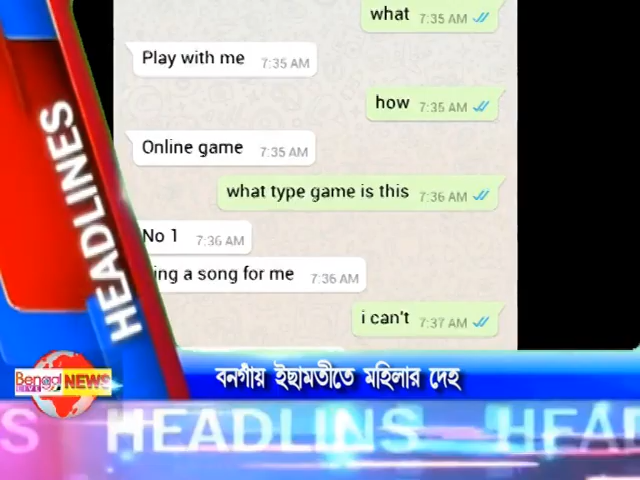 what 7:35 AM
Play with me 7:35 AM
how 7:35 AM
Online game 7:35 AM
what type game is this 7:36 AM
No 1 7:36 AM
ing a song for me 7:36 AM
i can't 7:37 AM
HEADLINES
Bengal
LIVE
NEWS
বনগাঁয় ইছামতীতে মহিলার দেহ
S HEADLINS HEADL